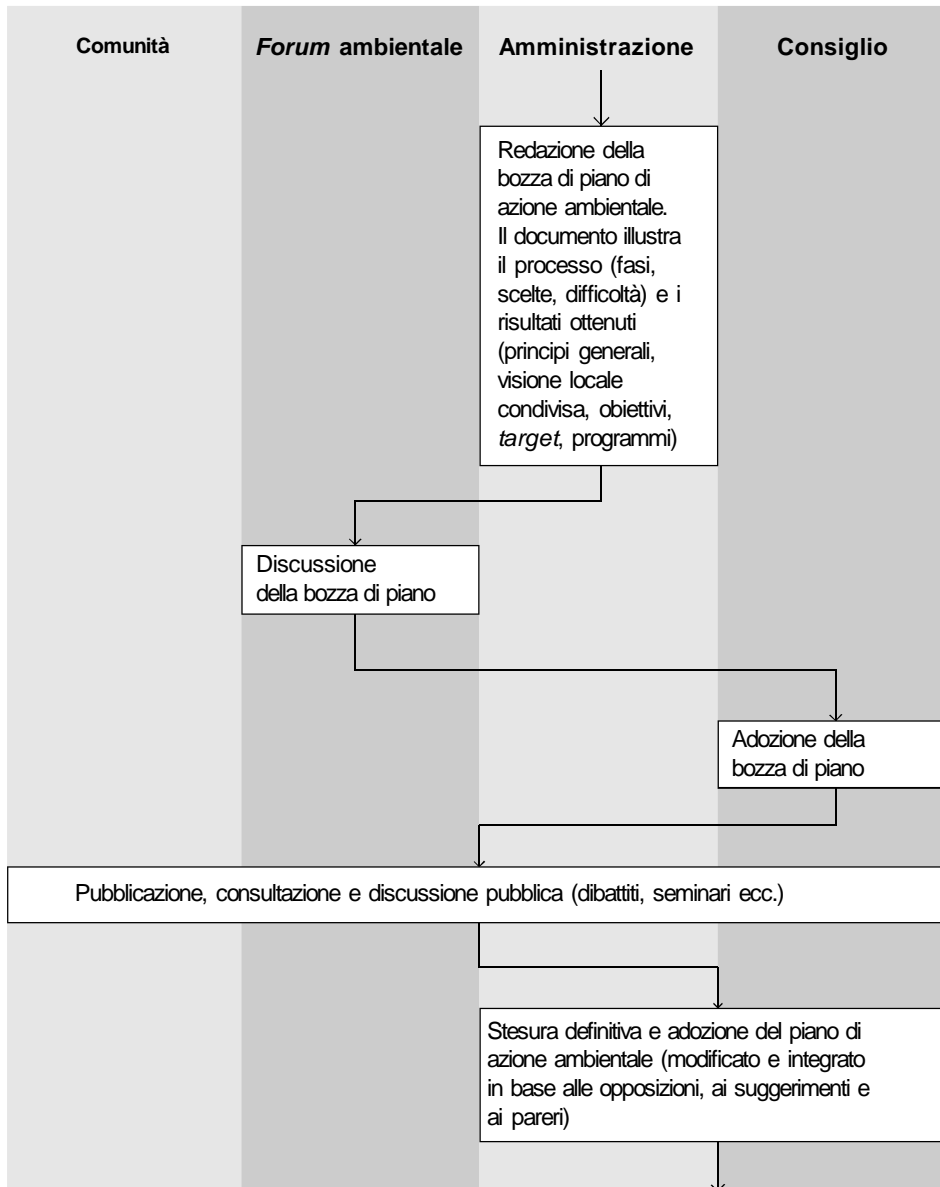 Comunità Forum ambientale Amministrazione Consiglio
Redazione della
bozza di piano di
azione ambientale.
Il documento illustra
il processo (fasi,
scelte, difficoltà) e i
risultati ottenuti
(principi generali,
visione locale
condivisa, obiettivi,
target, programmi)
Discussione
della bozza di piano
Adozione della
bozza di piano
Pubblicazione, consultazione e discussione pubblica (dibattiti, seminari ecc.)
Stesura definitiva e adozione del piano di
azione ambientale (modificato e integrato
in base alle opposizioni, ai suggerimenti e
ai pareri)